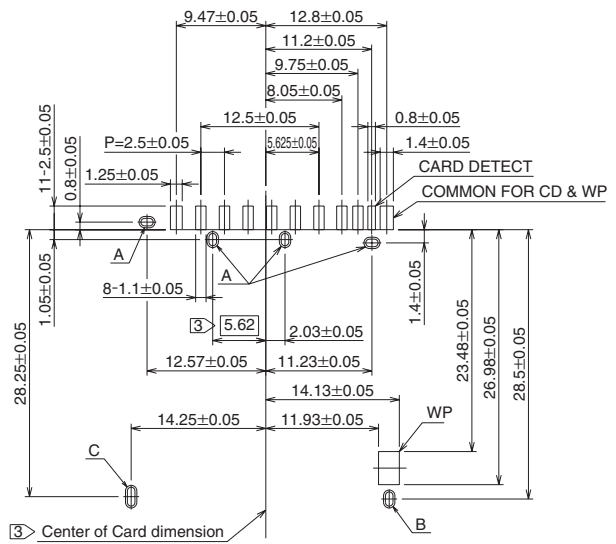 9.47±0.05
12.8±0.05
11.2±0.05
9.75±0.05
8.05±0.05
12.5±0.05
0.8±0.05
P=2.5±0.05
5.625±0.05
1.4±0.05
1.25±0.05
CARD DETECT
COMMON FOR CD & WP
11-2.5±0.05
0.8±0.05
A
A
1.05±0.05
8-1.1±0.05
1.4±0.05
3 5.62
2.03±0.05
28.25±0.05
12.57±0.05
11.23±0.05
23.48±0.05
26.98±0.05
28.5±0.05
14.13±0.05
14.25±0.05
11.93±0.05
WP
C
B
3 Center of Card dimension